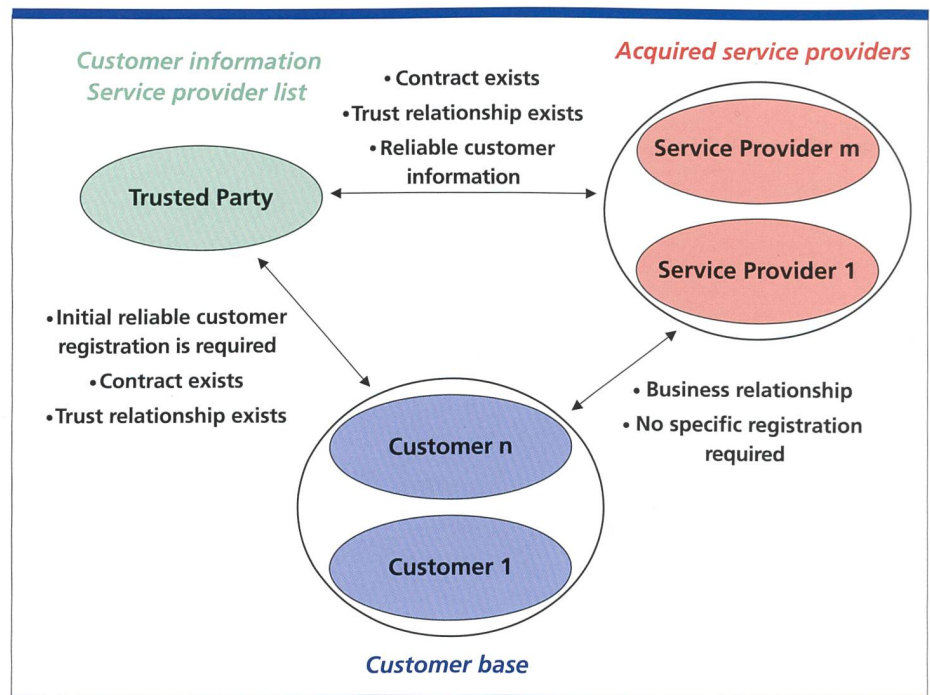 Customer information
Service provider list
Acquired service providers
• Contract exists
• Trust relationship exists
• Reliable customer
information
Trusted Party
Service Provider m
Service Provider 1
• Initial reliable customer
registration is required
• Contract exists
• Trust relationship exists
• Business relationship
• No specific registration
required
Customer n
Customer 1
Customer base